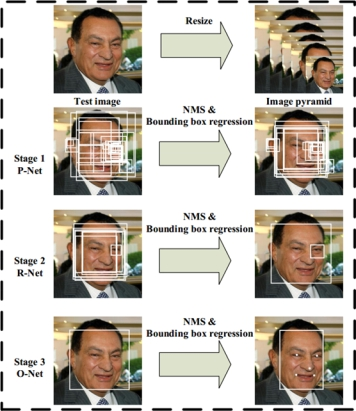 Resize
Test image
Image pyramid
NMS &
Bounding box regression
Stage 1
P-Net
NMS &
Bounding box regression
Stage 2
R-Net
NMS &
Bounding box regression
Stage 3
O-Net